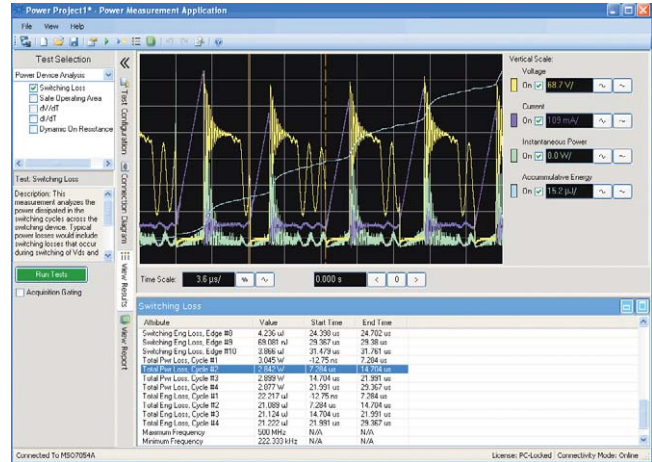 Power Project1* - Power Measurement Application
File View Help
Test Selection
Power Device Analysis
Switching Loss
Safe Operating Area
dV/dT
dI/dT
Dynamic On Resistance
Test: Switching Loss
Description: This
measurement analyzes the
power dissipated in the
switching cycles across the
switching device. Typical
power losses would include
switching losses that occur
during switching of Vds and
Run Tests
Acquisition Gating
Test Configuration
Connection Diagram
View Results
View Report
Vertical Scale:
Voltage
On 68.7 V/
Current
On 109 mA/
Instantaneous Power
On 8.0 W/
Accummulative Energy
On 15.2 µJ/
Time Scale: 3.6 µs/ 0.000 s < 0 >
Switching Loss
Attribute Value Start Time End Time
Switching Eng Loss, Edge #8 4.236 uJ 24.398 us 24.702 us
Switching Eng Loss, Edge #9 69.081 nJ 29.367 us 29.38 us
Switching Eng Loss, Edge #10 3.866 uJ 31.479 us 31.761 us
Total Pwr Loss, Cycle #1 3.045 W -12.75 ns 7.284 us
Total Pwr Loss, Cycle #2 2.842 W 7.284 us 14.704 us
Total Pwr Loss, Cycle #3 2.899 W 14.704 us 21.991 us
Total Pwr Loss, Cycle #4 2.877 W 21.991 us 29.367 us
Total Eng Loss, Cycle #1 22.217 uJ -12.75 ns 7.284 us
Total Eng Loss, Cycle #2 21.089 uJ 7.284 us 14.704 us
Total Eng Loss, Cycle #3 21.124 uJ 14.704 us 21.991 us
Total Eng Loss, Cycle #4 21.222 uJ 21.991 us 29.367 us
Maximum Frequency 500 MHz N/A N/A
Minimum Frequency 222.333 kHz N/A N/A
Connected To MSO7054A
License: PC-Locked Connectivity Mode: Online